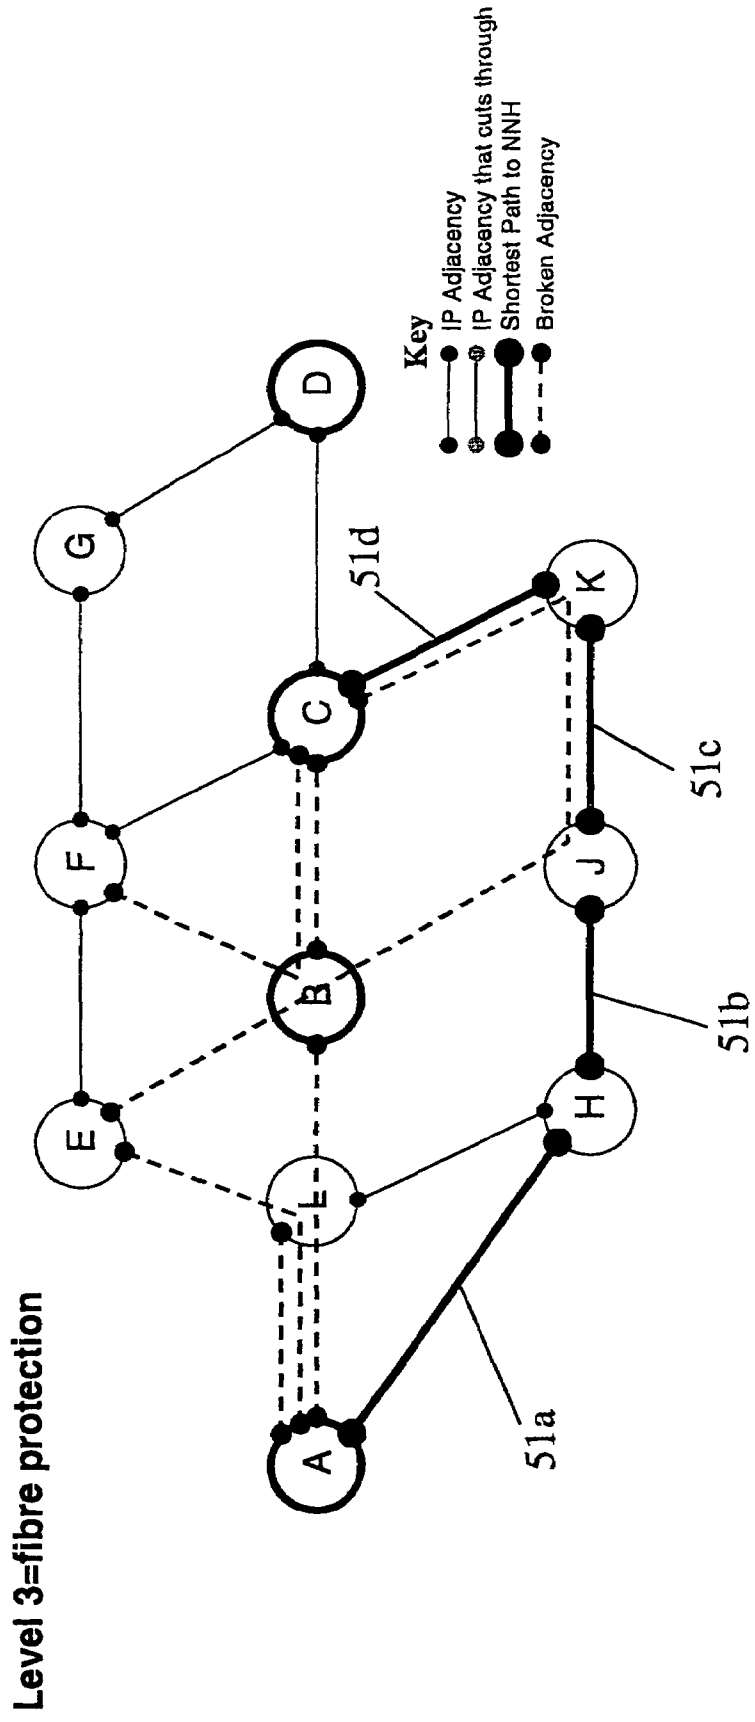 Level 3=fibre protection
E
F
G
A
L
B
C
D
H
J
K
51a
51b
51c
51d
Key
IP Adjacency
IP Adjacency that cuts through
Shortest Path to NNH
Broken Adjacency